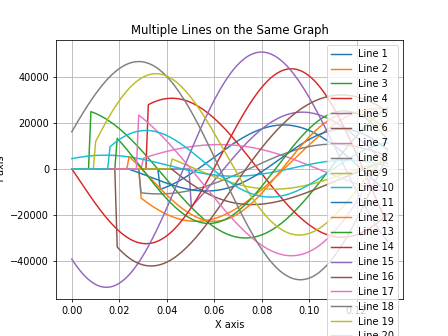 Multiple Lines on the Same Graph
40000
20000
0
−20000
−40000
0.00
0.02
0.04
0.06
0.08
0.10
X axis
axis
Line 1
Line 2
Line 3
Line 4
Line 5
Line 6
Line 7
Line 8
Line 9
Line 10
Line 11
Line 12
Line 13
Line 14
Line 15
Line 16
Line 17
Line 18
Line 19
Line 20